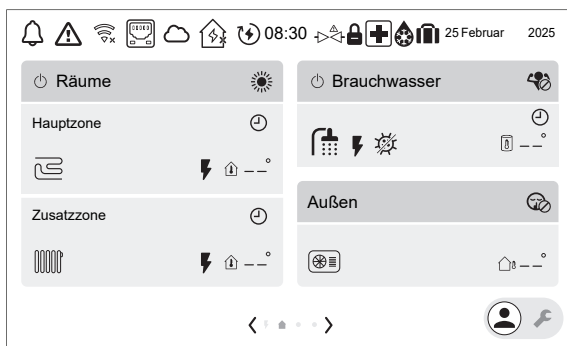 08:30 25 Februar 2025
Räume
Hauptzone
--°
Zusatzzone
--°
Brauchwasser
--°
Außen
--°